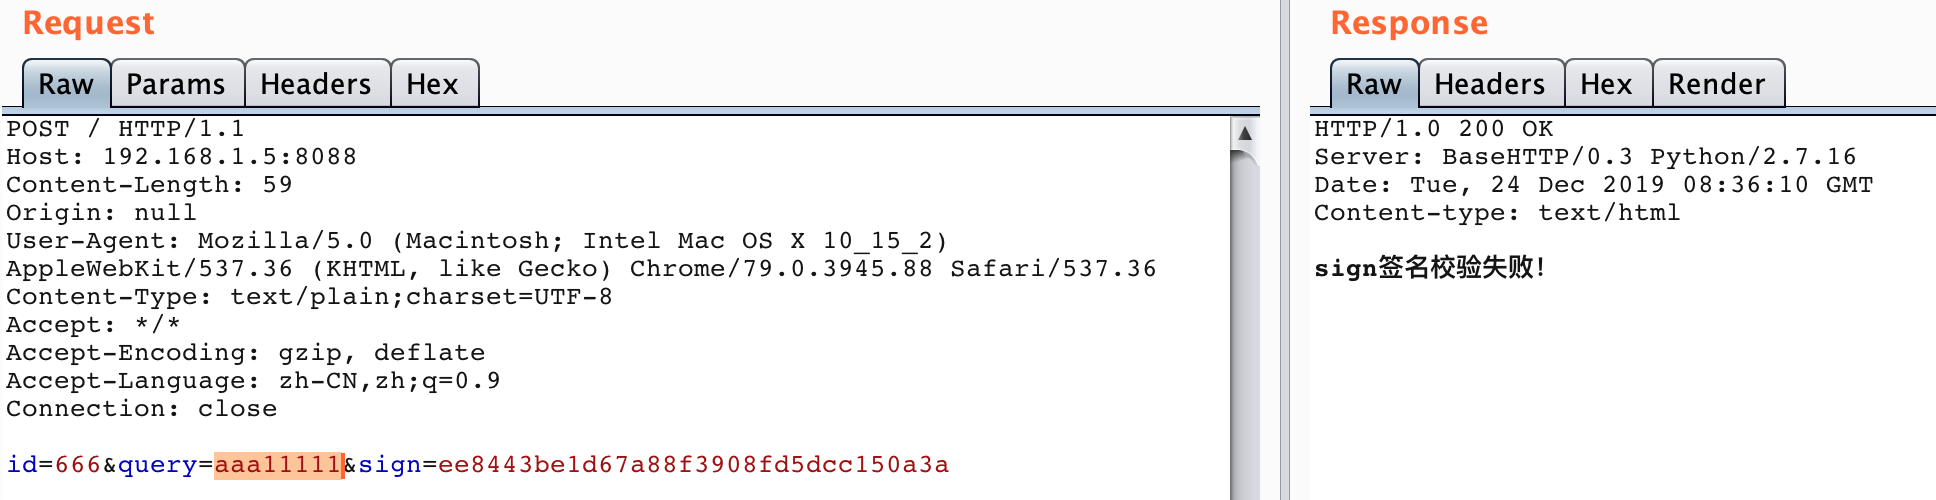 Request
Raw Params Headers Hex
POST / HTTP/1.1
Host: 192.168.1.5:8088
Content-Length: 59
Origin: null
User-Agent: Mozilla/5.0 (Macintosh; Intel Mac OS X 10_15_2)
AppleWebKit/537.36 (KHTML, like Gecko) Chrome/79.0.3945.88 Safari/537.36
Content-Type: text/plain;charset=UTF-8
Accept: */*
Accept-Encoding: gzip, deflate
Accept-Language: zh-CN,zh;q=0.9
Connection: close
id=666&query=aaa11111&sign=ee8443be1d67a88f3908fd5dcc150a3a
Response
Raw Headers Hex Render
HTTP/1.0 200 OK
Server: BaseHTTP/0.3 Python/2.7.16
Date: Tue, 24 Dec 2019 08:36:10 GMT
Content-type: text/html
sign签名校验失败!